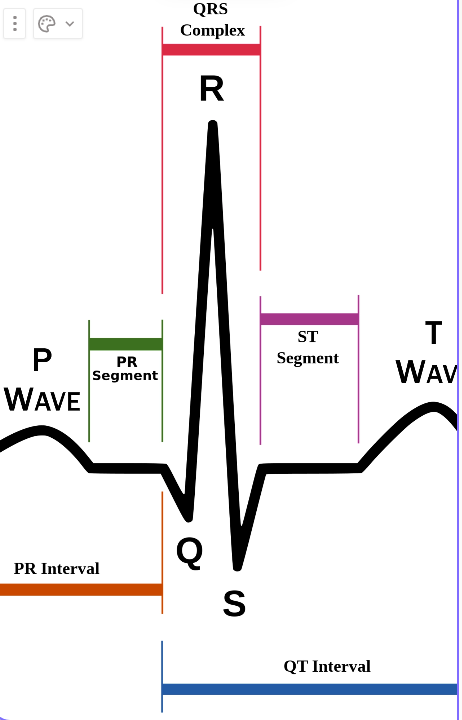 QRS
Complex
R
P
WAVE
PR
Segment
ST
Segment
T
WAV
Q
S
PR Interval
QT Interval